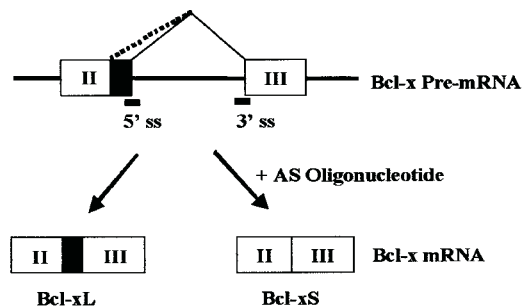 II III Bcl-x Pre-mRNA
5' ss 3' ss
+ AS Oligonucleotide
II III II III Bcl-x mRNA
Bcl-xL Bcl-xS